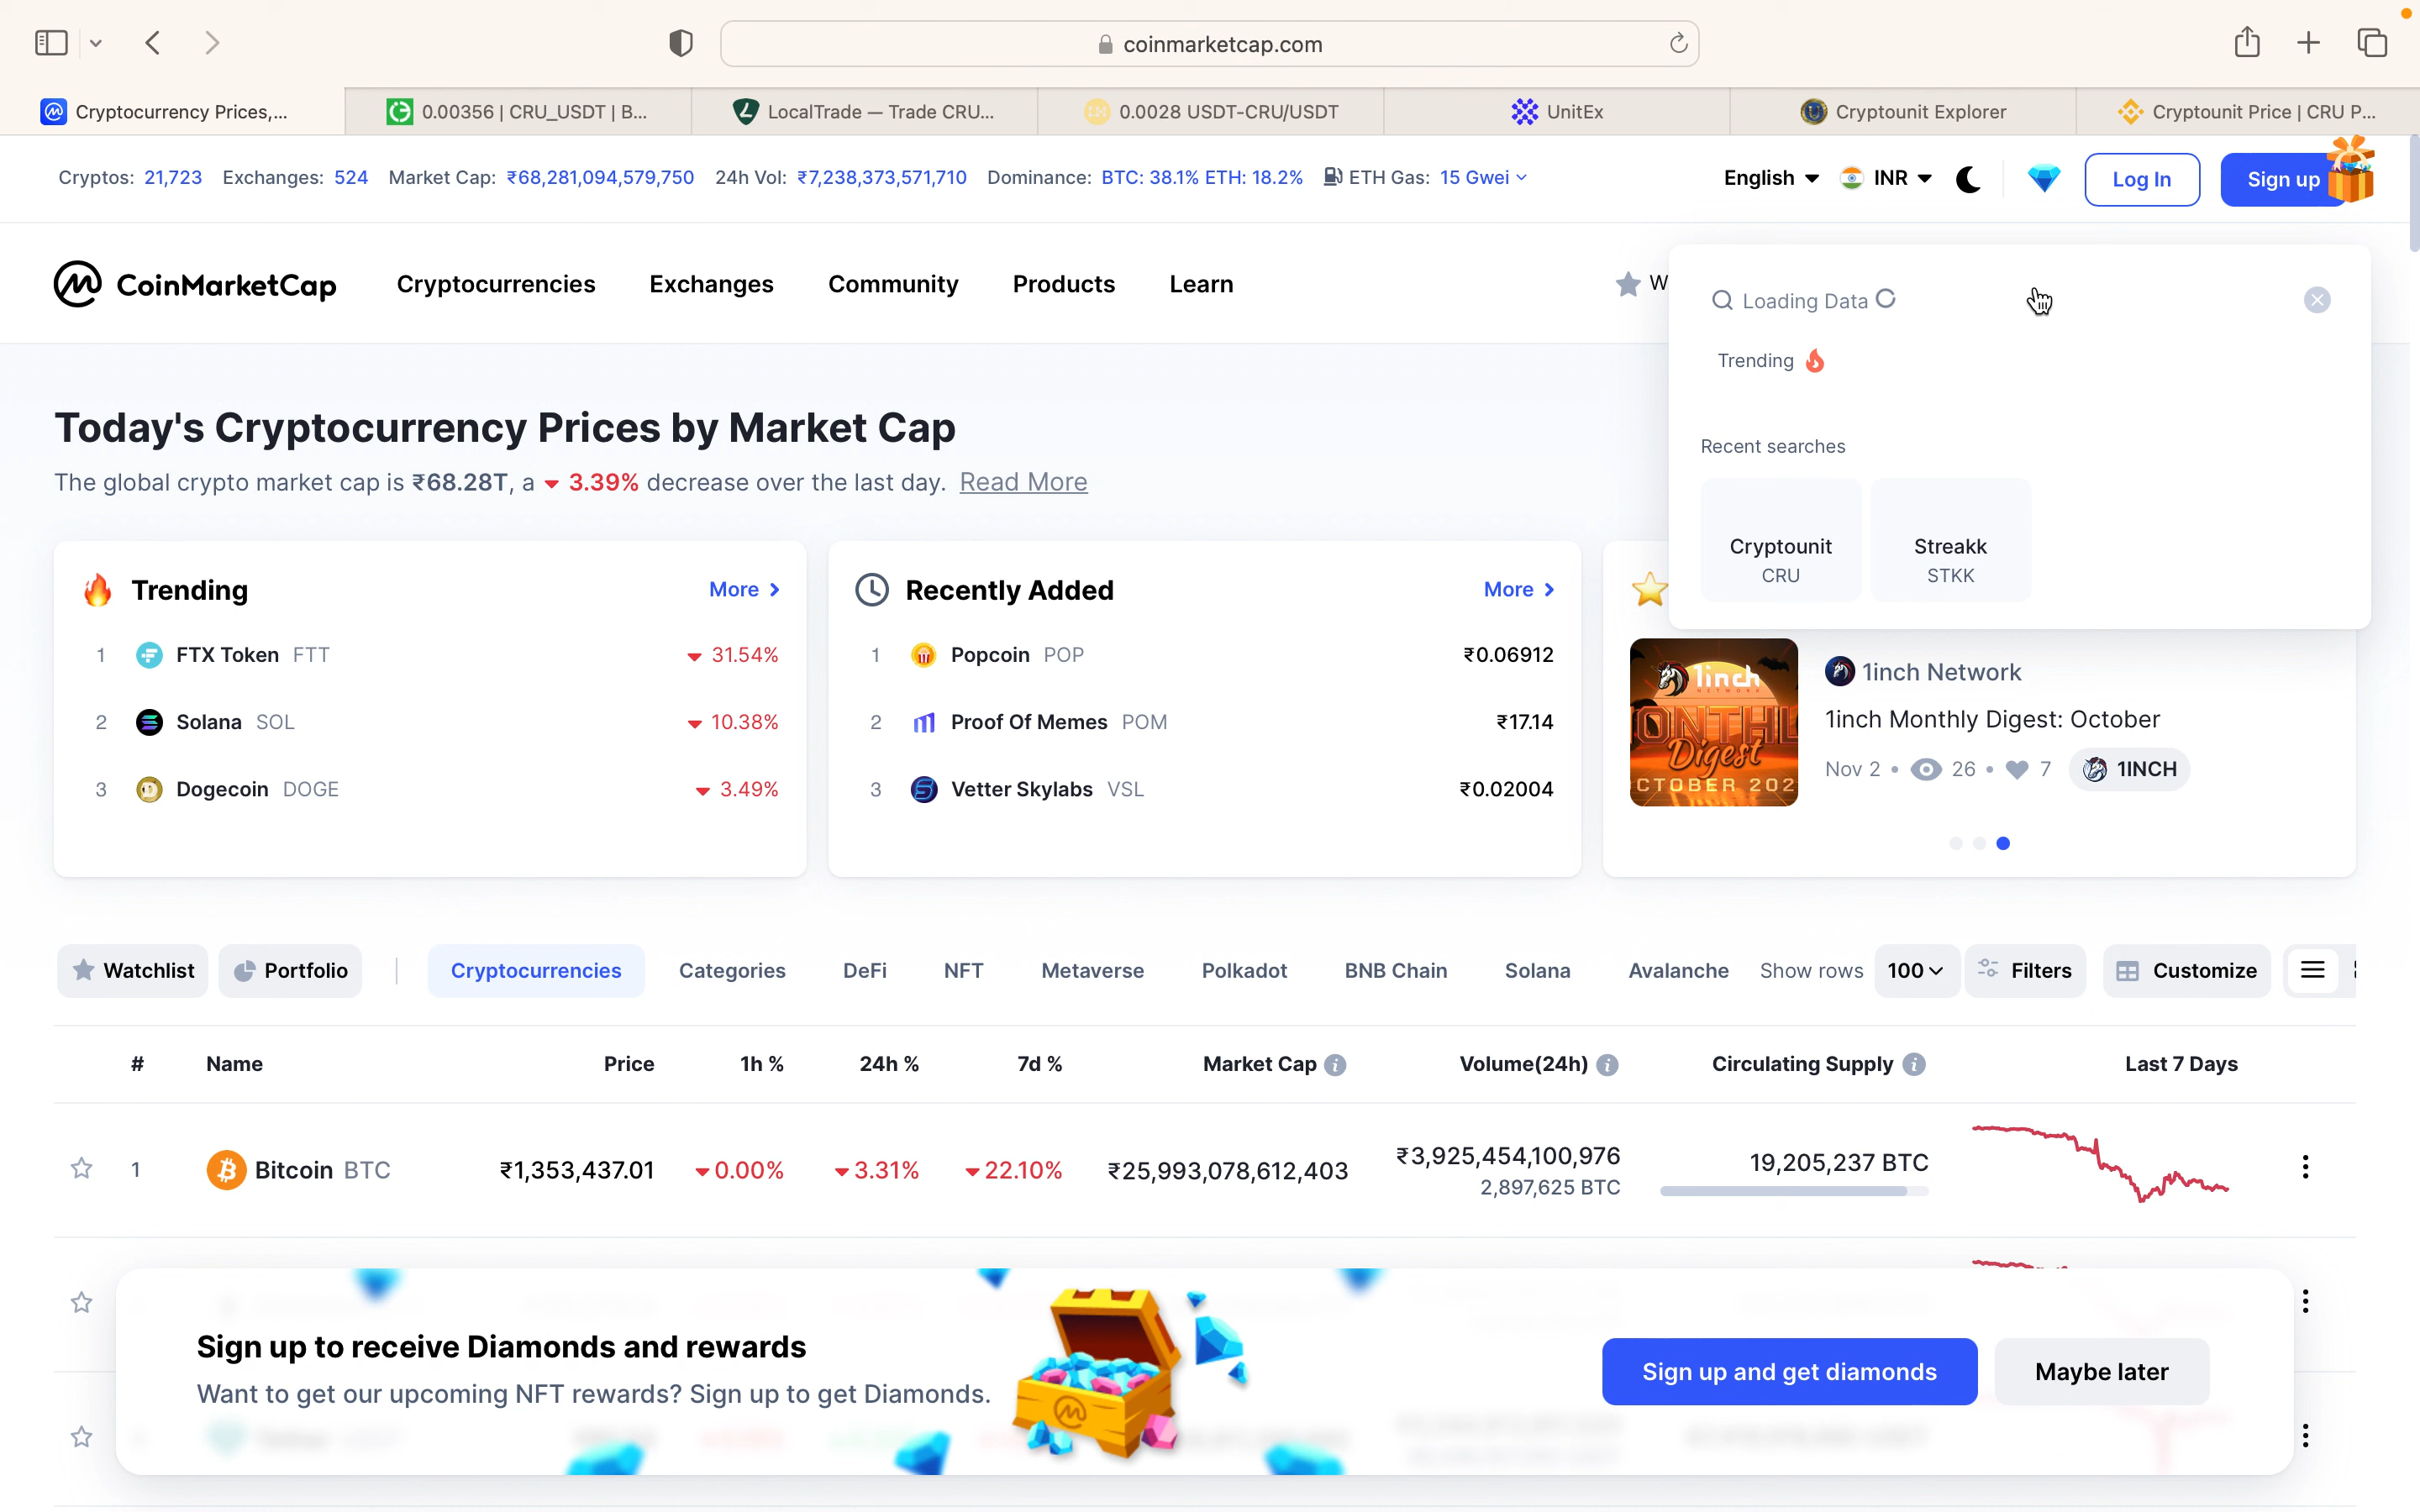 coinmarketcap.com
Cryptocurrency Prices,...
0.00356 | CRU_USDT | B...
LocalTrade — Trade CRU...
0.0028 USDT-CRU/USDT
UnitEx
Cryptounit Explorer
Cryptounit Price | CRU P...
Cryptos: 21,723 Exchanges: 524 Market Cap: ₹68,281,094,579,750 24h Vol: ₹7,238,373,571,710 Dominance: BTC: 38.1% ETH: 18.2% ETH Gas: 15 Gwei
English INR Log In Sign up
CoinMarketCap Cryptocurrencies Exchanges Community Products Learn W
Loading Data
Trending
Recent searches
Cryptounit
CRU
Streakk
STKK
Today's Cryptocurrency Prices by Market Cap
The global crypto market cap is ₹68.28T, a 3.39% decrease over the last day. Read More
Trending More
1 FTX Token FTT 31.54%
2 Solana SOL 10.38%
3 Dogecoin DOGE 3.49%
Recently Added More
1 Popcoin POP ₹0.06912
2 Proof Of Memes POM ₹17.14
3 Vetter Skylabs VSL ₹0.02004
1inch
NETWORK
ONTHL
Digest
CTOBER 202
1inch Network
1inch Monthly Digest: October
Nov 2 • 26 • 7 1INCH
Watchlist Portfolio Cryptocurrencies Categories DeFi NFT Metaverse Polkadot BNB Chain Solana Avalanche Show rows 100 Filters Customize
# Name Price 1h % 24h % 7d % Market Cap Volume(24h) Circulating Supply Last 7 Days
1 Bitcoin BTC ₹1,353,437.01 0.00% 3.31% 22.10% ₹25,993,078,612,403 ₹3,925,454,100,976 19,205,237 BTC
2,897,625 BTC
Sign up to receive Diamonds and rewards
Want to get our upcoming NFT rewards? Sign up to get Diamonds.
Sign up and get diamonds Maybe later